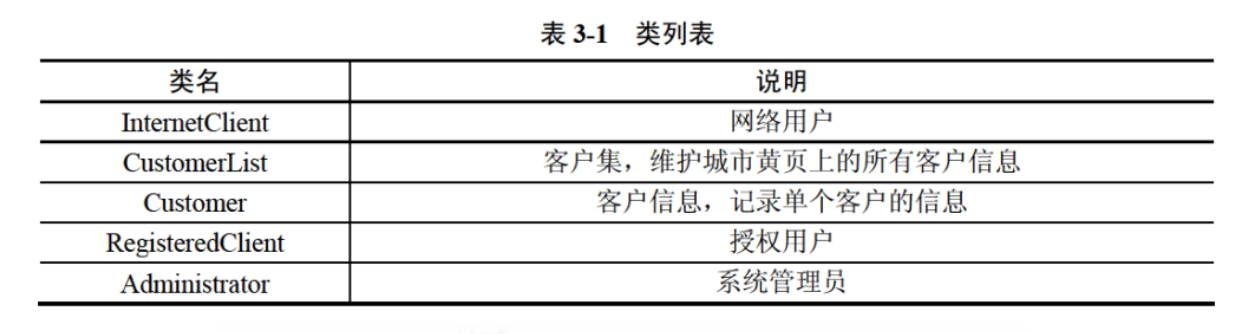 表 3-1 类列表
类名 说明
InternetClient 网络用户
CustomerList 客户集，维护城市黄页上的所有客户信息
Customer 客户信息，记录单个客户的信息
RegisteredClient 授权用户
Administrator 系统管理员